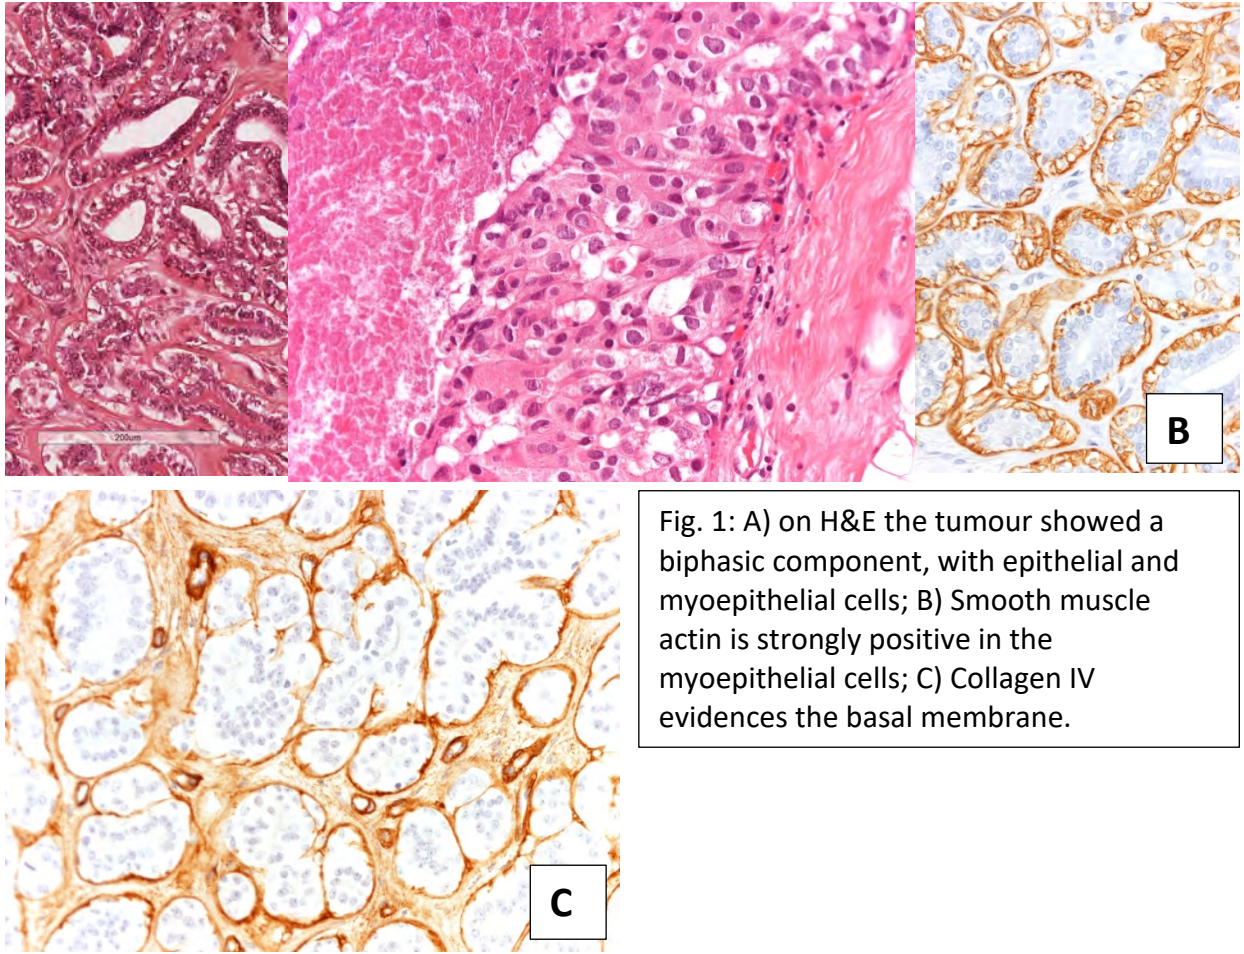 200um
B
Fig. 1: A) on H&E the tumour showed a
biphasic component, with epithelial and
myoepithelial cells; B) Smooth muscle
actin is strongly positive in the
myoepithelial cells; C) Collagen IV
evidences the basal membrane.
C